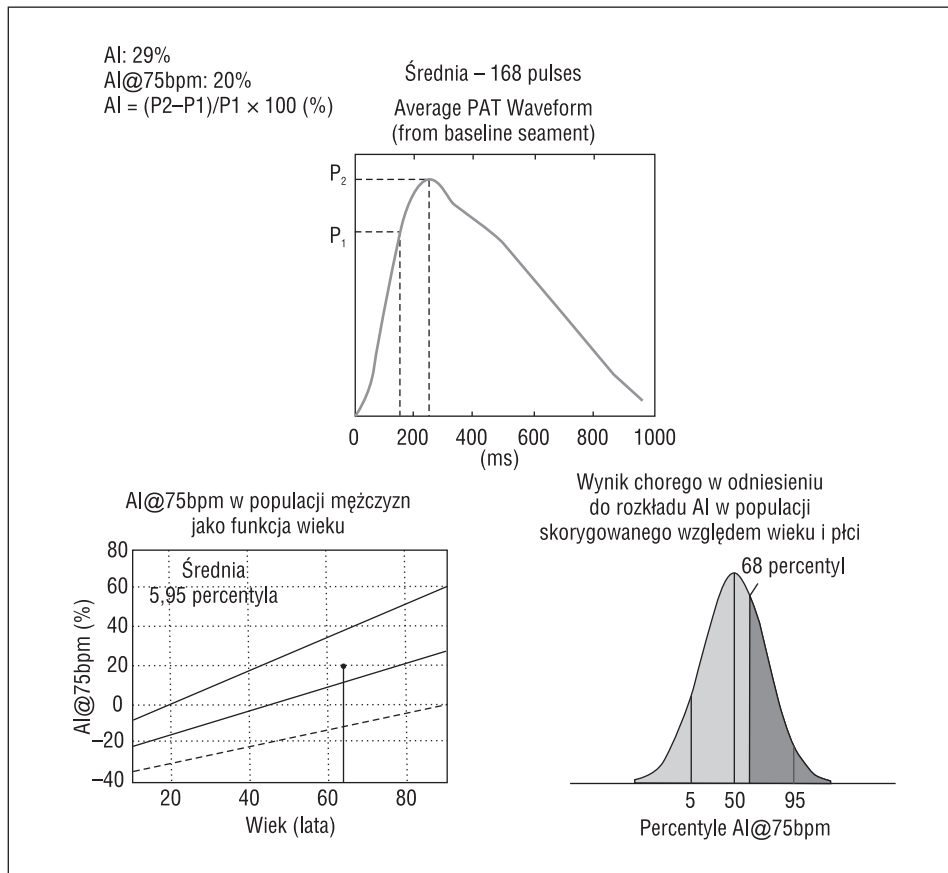 AI: 29%
AI@75bpm: 20%
AI = (P2–P1)/P1 × 100 (%)
Średnia – 168 pulses
Average PAT Waveform
(from baseline seament)
P2
P1
0 200 400 600 800 1000
(ms)
AI@75bpm w populacji mężczyzn
jako funkcja wieku
80
60
40
20
0
–20
–40
AI@75bpm (%)
Średnia
5,95 percentyla
20 40 60 80
Wiek (lata)
Wynik chorego w odniesieniu
do rozkładu AI w populacji
skorygowanego względem wieku i płci
68 percentyl
5 50 95
Percentyle AI@75bpm